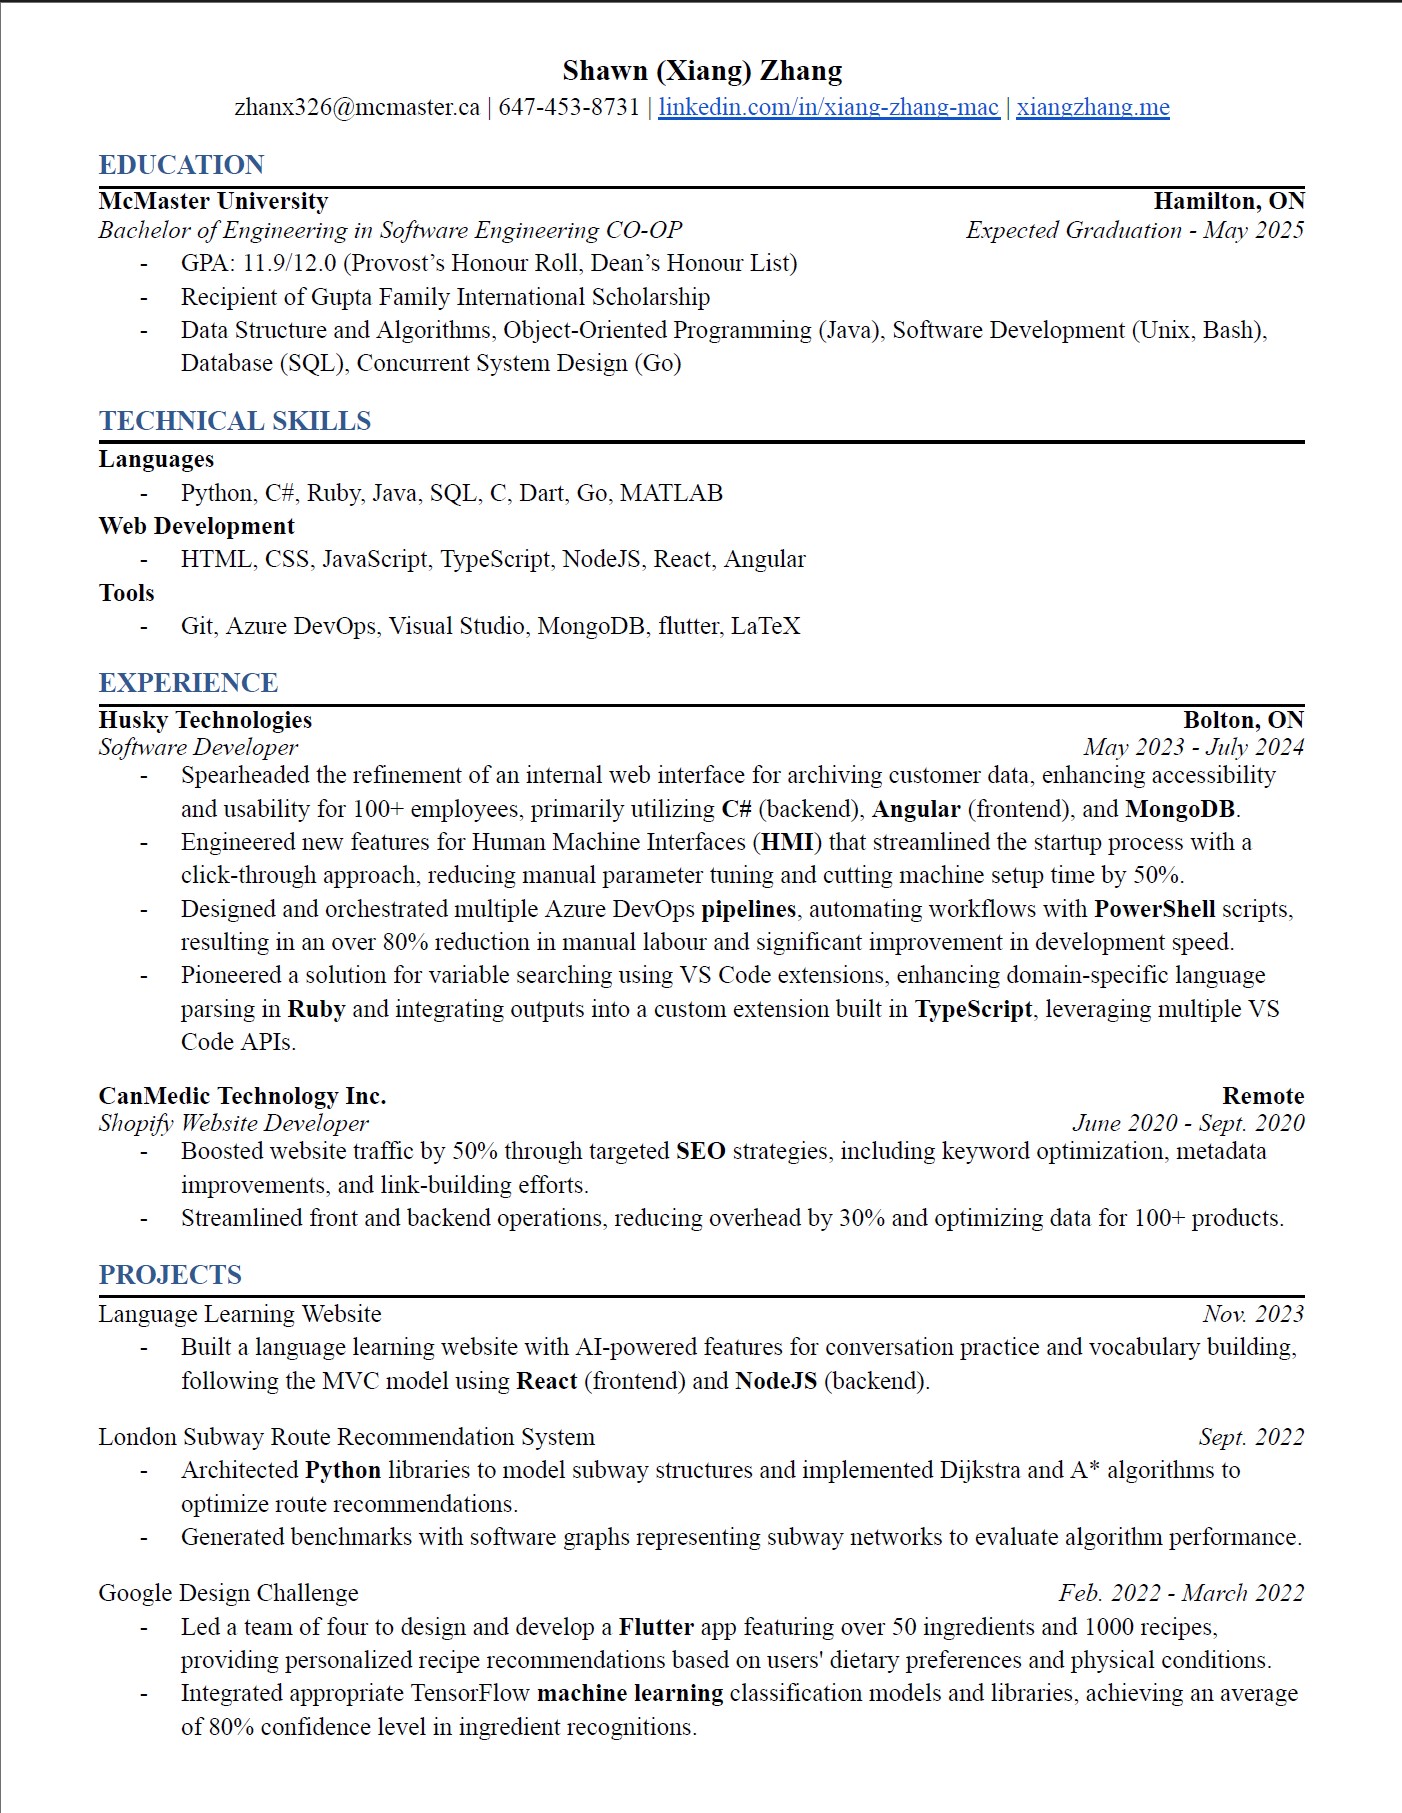 Shawn (Xiang) Zhang
zhanx326@mcmaster.ca | 647-453-8731 | linkedin.com/in/xiang-zhang-mac | xiangzhang.me
EDUCATION
McMaster University Hamilton, ON
Bachelor of Engineering in Software Engineering CO-OP Expected Graduation - May 2025
- GPA: 11.9/12.0 (Provost’s Honour Roll, Dean’s Honour List)
- Recipient of Gupta Family International Scholarship
- Data Structure and Algorithms, Object-Oriented Programming (Java), Software Development (Unix, Bash),
Database (SQL), Concurrent System Design (Go)
TECHNICAL SKILLS
Languages
- Python, C#, Ruby, Java, SQL, C, Dart, Go, MATLAB
Web Development
- HTML, CSS, JavaScript, TypeScript, NodeJS, React, Angular
Tools
- Git, Azure DevOps, Visual Studio, MongoDB, flutter, LaTeX
EXPERIENCE
Husky Technologies Bolton, ON
Software Developer May 2023 - July 2024
- Spearheaded the refinement of an internal web interface for archiving customer data, enhancing accessibility
and usability for 100+ employees, primarily utilizing C# (backend), Angular (frontend), and MongoDB.
- Engineered new features for Human Machine Interfaces (HMI) that streamlined the startup process with a
click-through approach, reducing manual parameter tuning and cutting machine setup time by 50%.
- Designed and orchestrated multiple Azure DevOps pipelines, automating workflows with PowerShell scripts,
resulting in an over 80% reduction in manual labour and significant improvement in development speed.
- Pioneered a solution for variable searching using VS Code extensions, enhancing domain-specific language
parsing in Ruby and integrating outputs into a custom extension built in TypeScript, leveraging multiple VS
Code APIs.
CanMedic Technology Inc. Remote
Shopify Website Developer June 2020 - Sept. 2020
- Boosted website traffic by 50% through targeted SEO strategies, including keyword optimization, metadata
improvements, and link-building efforts.
- Streamlined front and backend operations, reducing overhead by 30% and optimizing data for 100+ products.
PROJECTS
Language Learning Website Nov. 2023
- Built a language learning website with AI-powered features for conversation practice and vocabulary building,
following the MVC model using React (frontend) and NodeJS (backend).
London Subway Route Recommendation System Sept. 2022
- Architected Python libraries to model subway structures and implemented Dijkstra and A* algorithms to
optimize route recommendations.
- Generated benchmarks with software graphs representing subway networks to evaluate algorithm performance.
Google Design Challenge Feb. 2022 - March 2022
- Led a team of four to design and develop a Flutter app featuring over 50 ingredients and 1000 recipes,
providing personalized recipe recommendations based on users' dietary preferences and physical conditions.
- Integrated appropriate TensorFlow machine learning classification models and libraries, achieving an average
of 80% confidence level in ingredient recognitions.